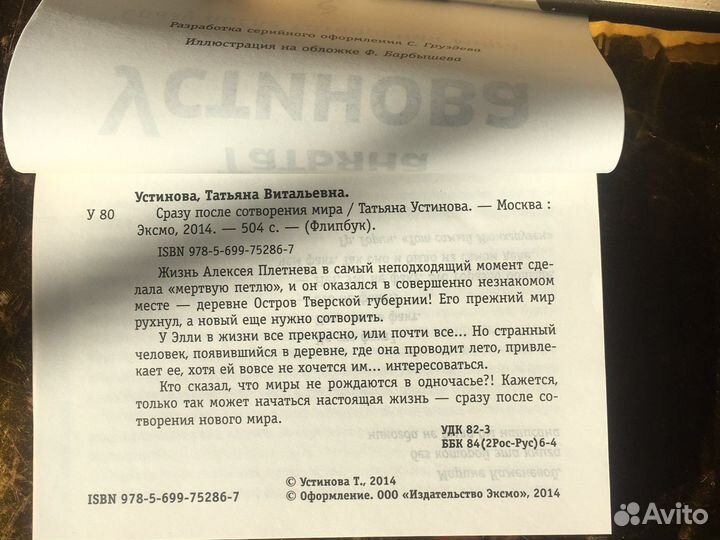 Разработка серийного оформления С. Груздева
Иллюстрация на обложке Ф. Барбышева
Устинова
Татьяна
Устинова, Татьяна Витальевна.
У 80 Сразу после сотворения мира / Татьяна Устинова. — Москва :
Эксмо, 2014. — 504 с. — (Флипбук).
ISBN 978-5-699-75286-7
Жизнь Алексея Плетнева в самый неподходящий момент сде-
лала «мертвую петлю», и он оказался в совершенно незнакомом
месте — деревне Остров Тверской губернии! Его прежний мир
рухнул, а новый еще нужно сотворить.
У Элли в жизни все прекрасно, или почти все... Но странный
человек, появившийся в деревне, где она проводит лето, привле-
кает ее, хотя ей вовсе не хочется им... интересоваться.
Кто сказал, что миры не рождаются в одночасье?! Кажется,
только так может начаться настоящая жизнь — сразу после со-
творения нового мира.
УДК 82-3
ББК 84(2Рос-Рус)6-4
© Устинова Т., 2014
ISBN 978-5-699-75286-7 © Оформление. ООО «Издательство Эксмо», 2014
Avito